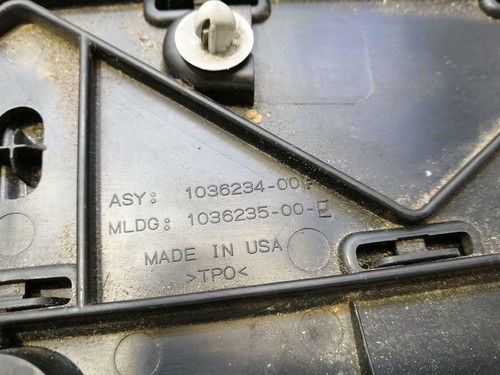 ASY: 1036234-00
MLDG: 1036235-00-E
MADE IN USA
>TPO<